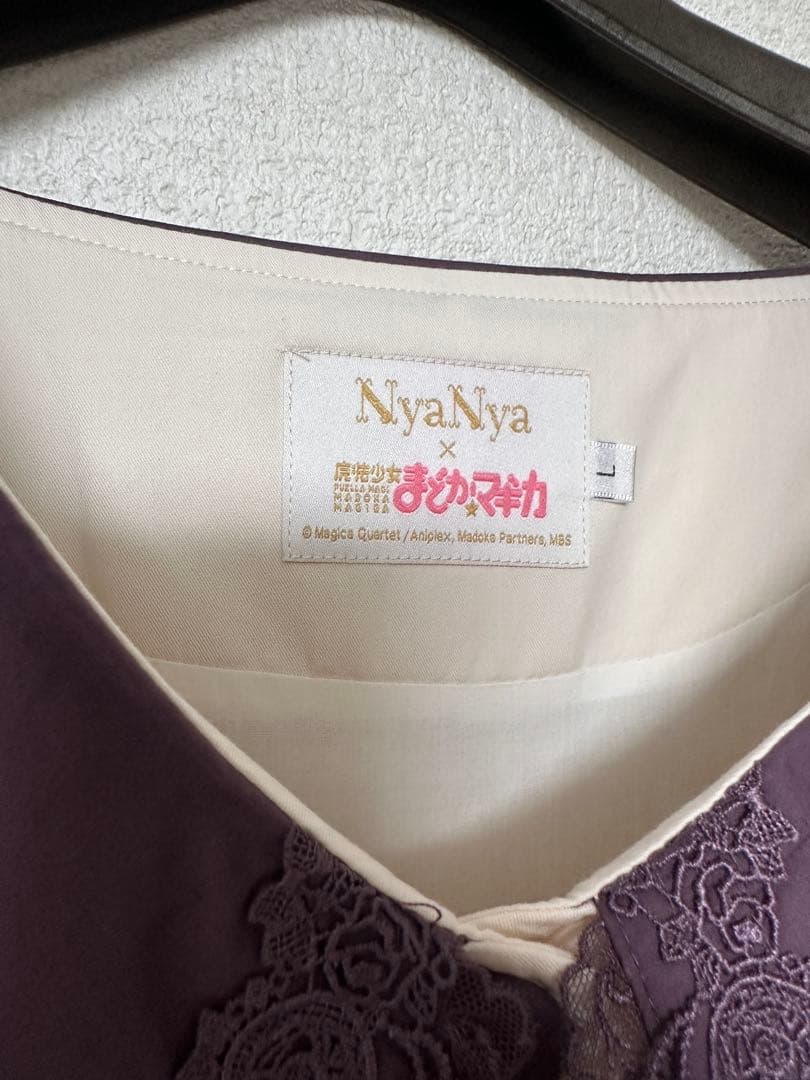 NyaNya
×
魔法少女
PUELLA MAGI
MADOKA
MAGICA
まどか☆マギカ
© Magica Quartet / Aniplex, Madoka Partners, MBS
L